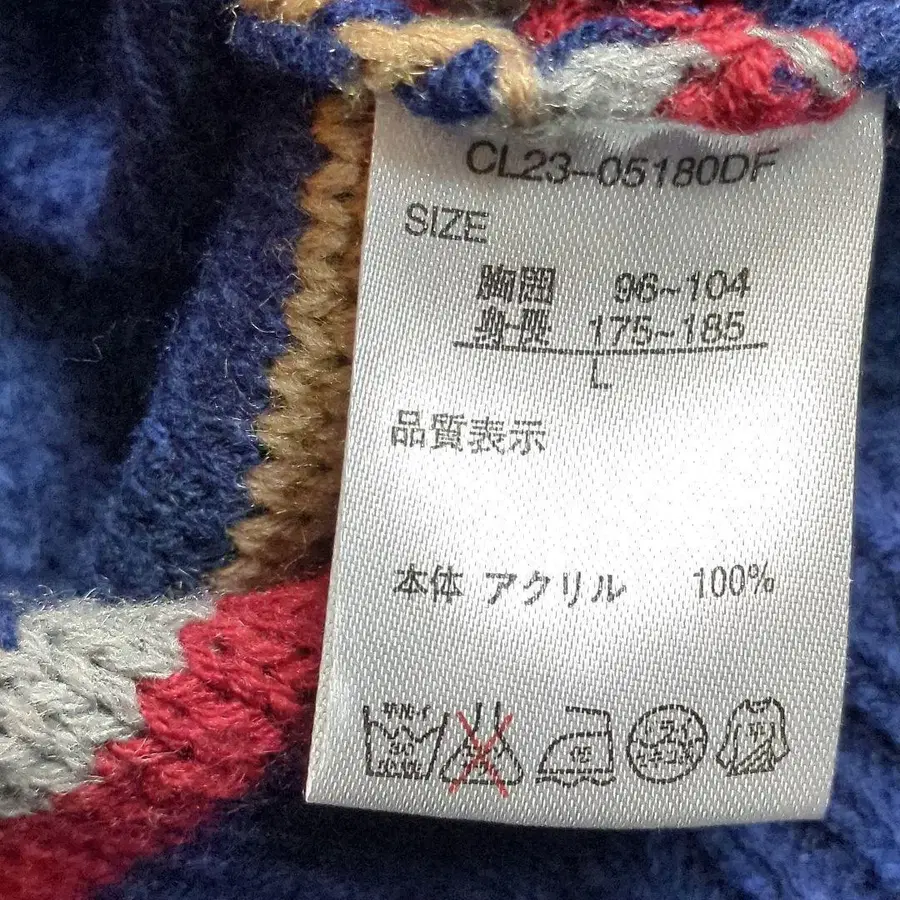 CL23-05180DF
SIZE
胸囲 96~104
身長 175~185
L
品質表示
本体 アクリル 100%